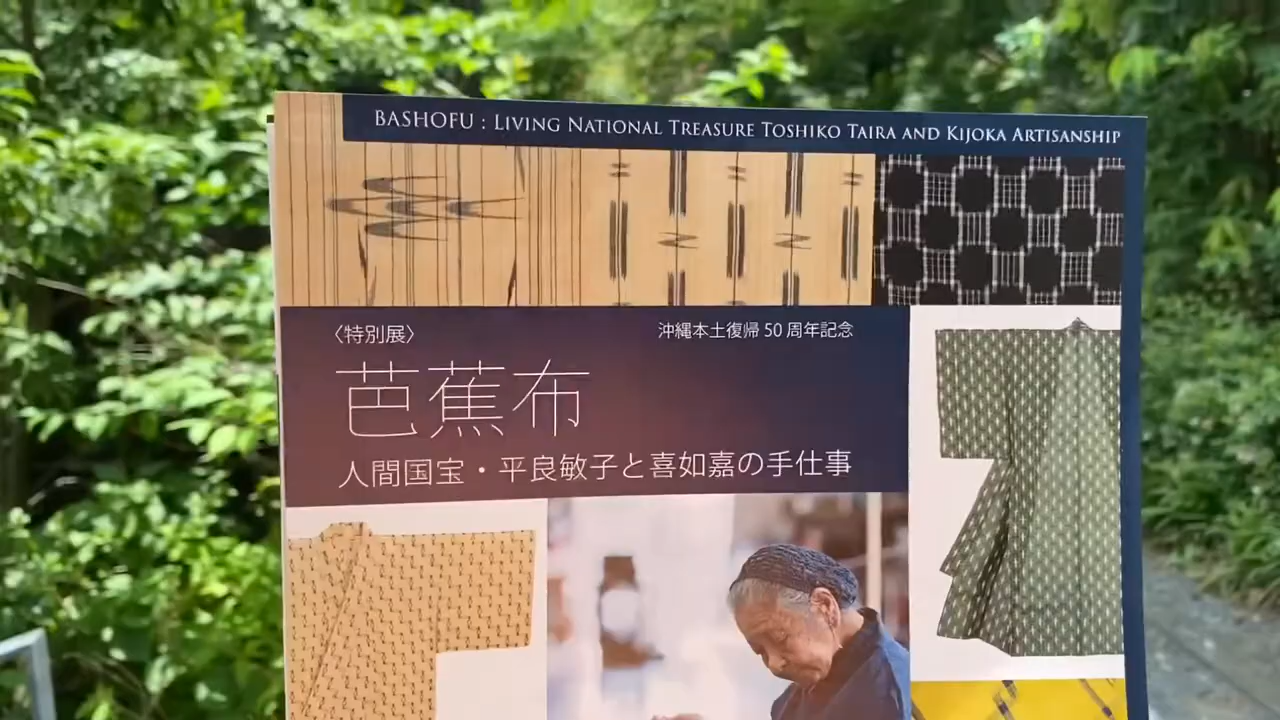 BASHOFU : LIVING NATIONAL TREASURE TOSHIKO TAIRA AND KIJOKA ARTISANSHIP
〈特別展〉
沖縄本土復帰 50 周年記念
芭蕉布
人間国宝・平良敏子と喜如嘉の手仕事